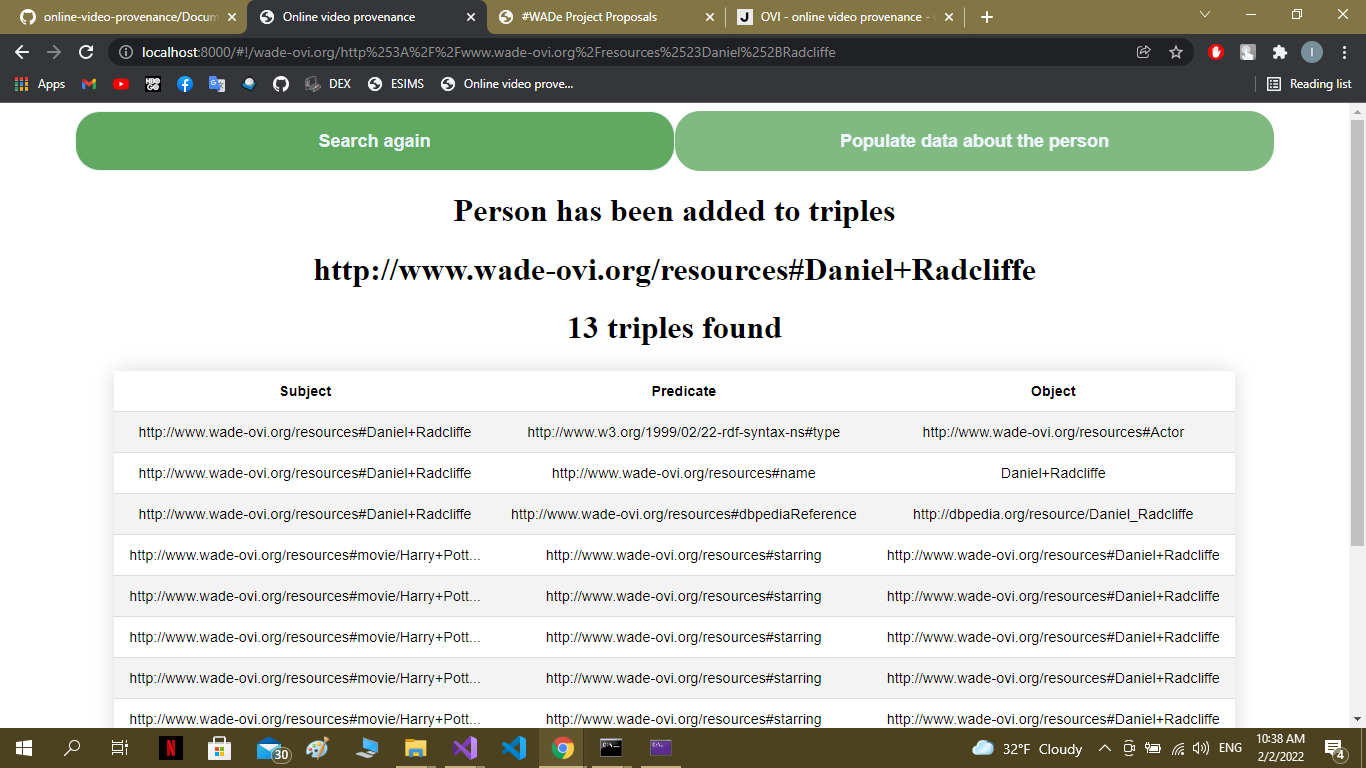 online-video-provenance/Docum
Online video provenance
#WADe Project Proposals
OVI - online video provenance -
localhost:8000/#!/wade-ovi.org/http%253A%2F%2Fwww.wade-ovi.org%2Fresources%2523Daniel%252BRadcliffe
I
Apps
HBO GO
DEX
ESIMS
Online video prove...
Reading list
Search again
Populate data about the person
Person has been added to triples
http://www.wade-ovi.org/resources#Daniel+Radcliffe
13 triples found
Subject Predicate Object
http://www.wade-ovi.org/resources#Daniel+Radcliffe http://www.w3.org/1999/02/22-rdf-syntax-ns#type http://www.wade-ovi.org/resources#Actor
http://www.wade-ovi.org/resources#Daniel+Radcliffe http://www.wade-ovi.org/resources#name Daniel+Radcliffe
http://www.wade-ovi.org/resources#Daniel+Radcliffe http://www.wade-ovi.org/resources#dbpediaReference http://dbpedia.org/resource/Daniel_Radcliffe
http://www.wade-ovi.org/resources#movie/Harry+Pott... http://www.wade-ovi.org/resources#starring http://www.wade-ovi.org/resources#Daniel+Radcliffe
http://www.wade-ovi.org/resources#movie/Harry+Pott... http://www.wade-ovi.org/resources#starring http://www.wade-ovi.org/resources#Daniel+Radcliffe
http://www.wade-ovi.org/resources#movie/Harry+Pott... http://www.wade-ovi.org/resources#starring http://www.wade-ovi.org/resources#Daniel+Radcliffe
http://www.wade-ovi.org/resources#movie/Harry+Pott... http://www.wade-ovi.org/resources#starring http://www.wade-ovi.org/resources#Daniel+Radcliffe
http://www.wade-ovi.org/resources#movie/Harry+Pott... http://www.wade-ovi.org/resources#starring http://www.wade-ovi.org/resources#Daniel+Radcliffe
N
30
32°F Cloudy
ENG
10:38 AM
2/2/2022
4